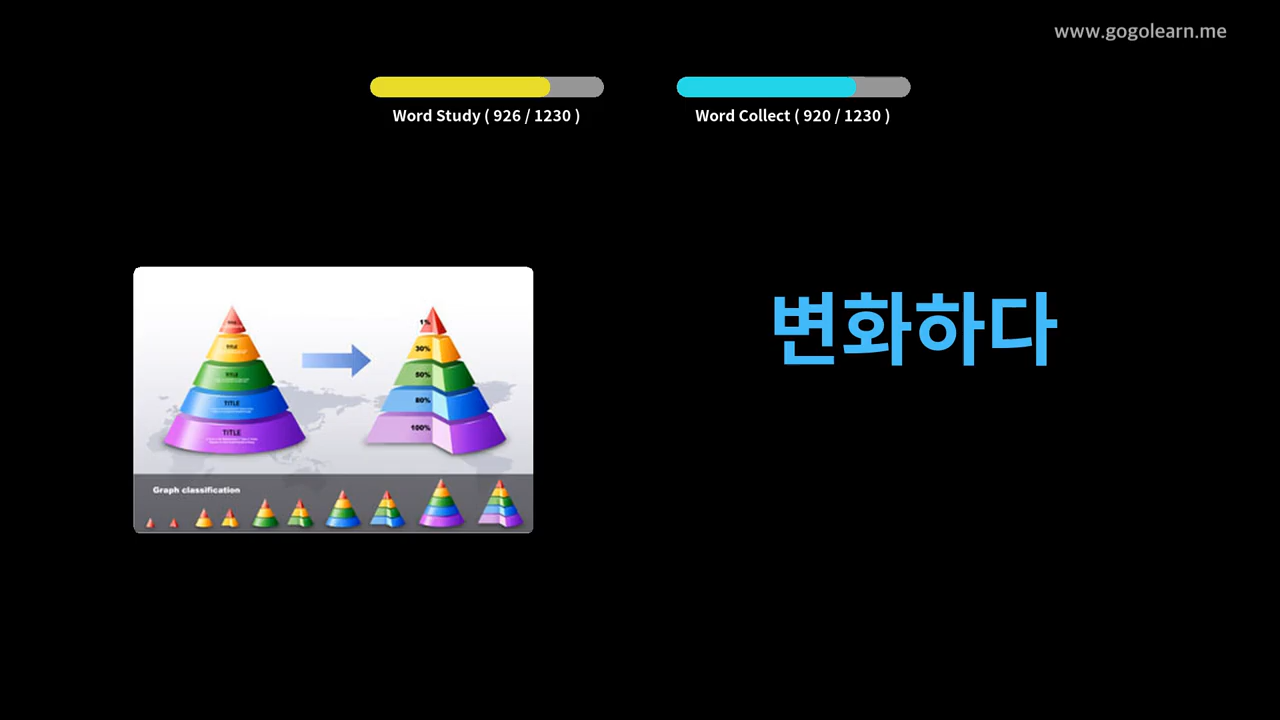 www.gogolearn.me
Word Study ( 926 / 1230 )
Word Collect ( 920 / 1230 )
변화하다
TITLE
TITLE
TITLE
TITLE
1%
30%
50%
80%
100%
Graph classification